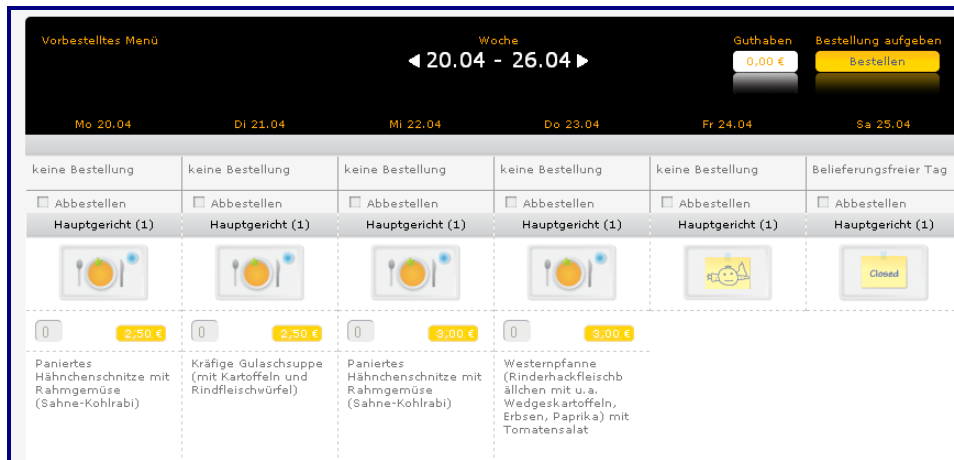 Vorbestelltes Menü
Woche
20.04 - 26.04
Guthaben
0,00 €
Bestellung aufgeben
Bestellen
Mo 20.04 Di 21.04 Mi 22.04 Do 23.04 Fr 24.04 Sa 25.04
keine Bestellung keine Bestellung keine Bestellung keine Bestellung keine Bestellung Belieferungsfreier Tag
Abbestellen Abbestellen Abbestellen Abbestellen Abbestellen Abbestellen
Hauptgericht (1) Hauptgericht (1) Hauptgericht (1) Hauptgericht (1) Hauptgericht (1) Hauptgericht (1)
Closed
0 2,50 € 0 2,50 € 0 3,00 € 0 3,00 €
Paniertes
Hähnchenschnitze mit
Rahmgemüse
(Sahne-Kohlrabi)
Kräfige Gulaschsuppe
(mit Kartoffeln und
Rindfleischwürfel)
Paniertes
Hähnchenschnitze mit
Rahmgemüse
(Sahne-Kohlrabi)
Westernpfanne
(Rinderhackfleischb
ällchen mit u.a.
Wedgeskartoffeln,
Erbsen, Paprika) mit
Tomatensalat